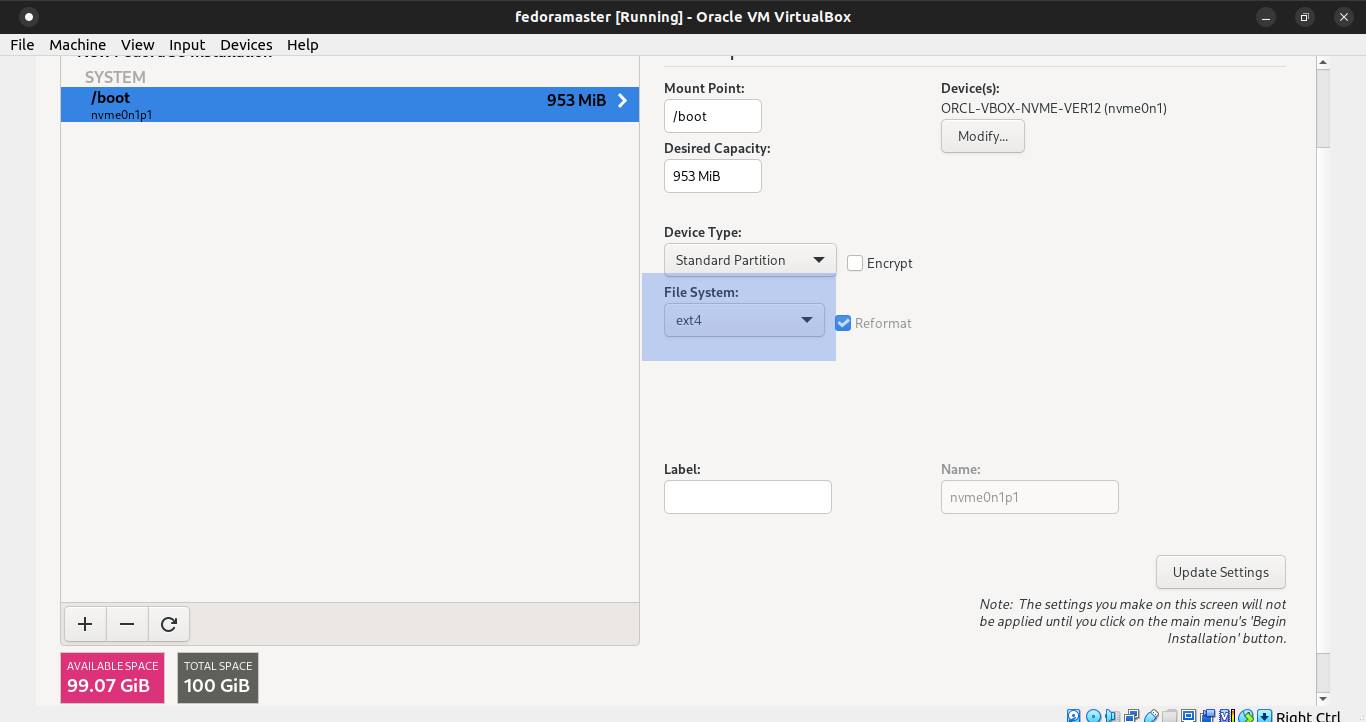 fedoramaster [Running] - Oracle VM VirtualBox
File Machine View Input Devices Help
SYSTEM
/boot
953 MiB
nvme0n1p1
Mount Point:
/boot
Desired Capacity:
953 MiB
Device(s):
ORCL-VBOX-NVME-VER12 (nvme0n1)
Modify...
Device Type:
Standard Partition
Encrypt
File System:
ext4
Reformat
Label:
Name:
nvme0n1p1
Update Settings
Note: The settings you make on this screen will not
be applied until you click on the main menu's 'Begin
Installation' button.
AVAILABLE SPACE
99.07 GiB
TOTAL SPACE
100 GiB
Right Ctrl